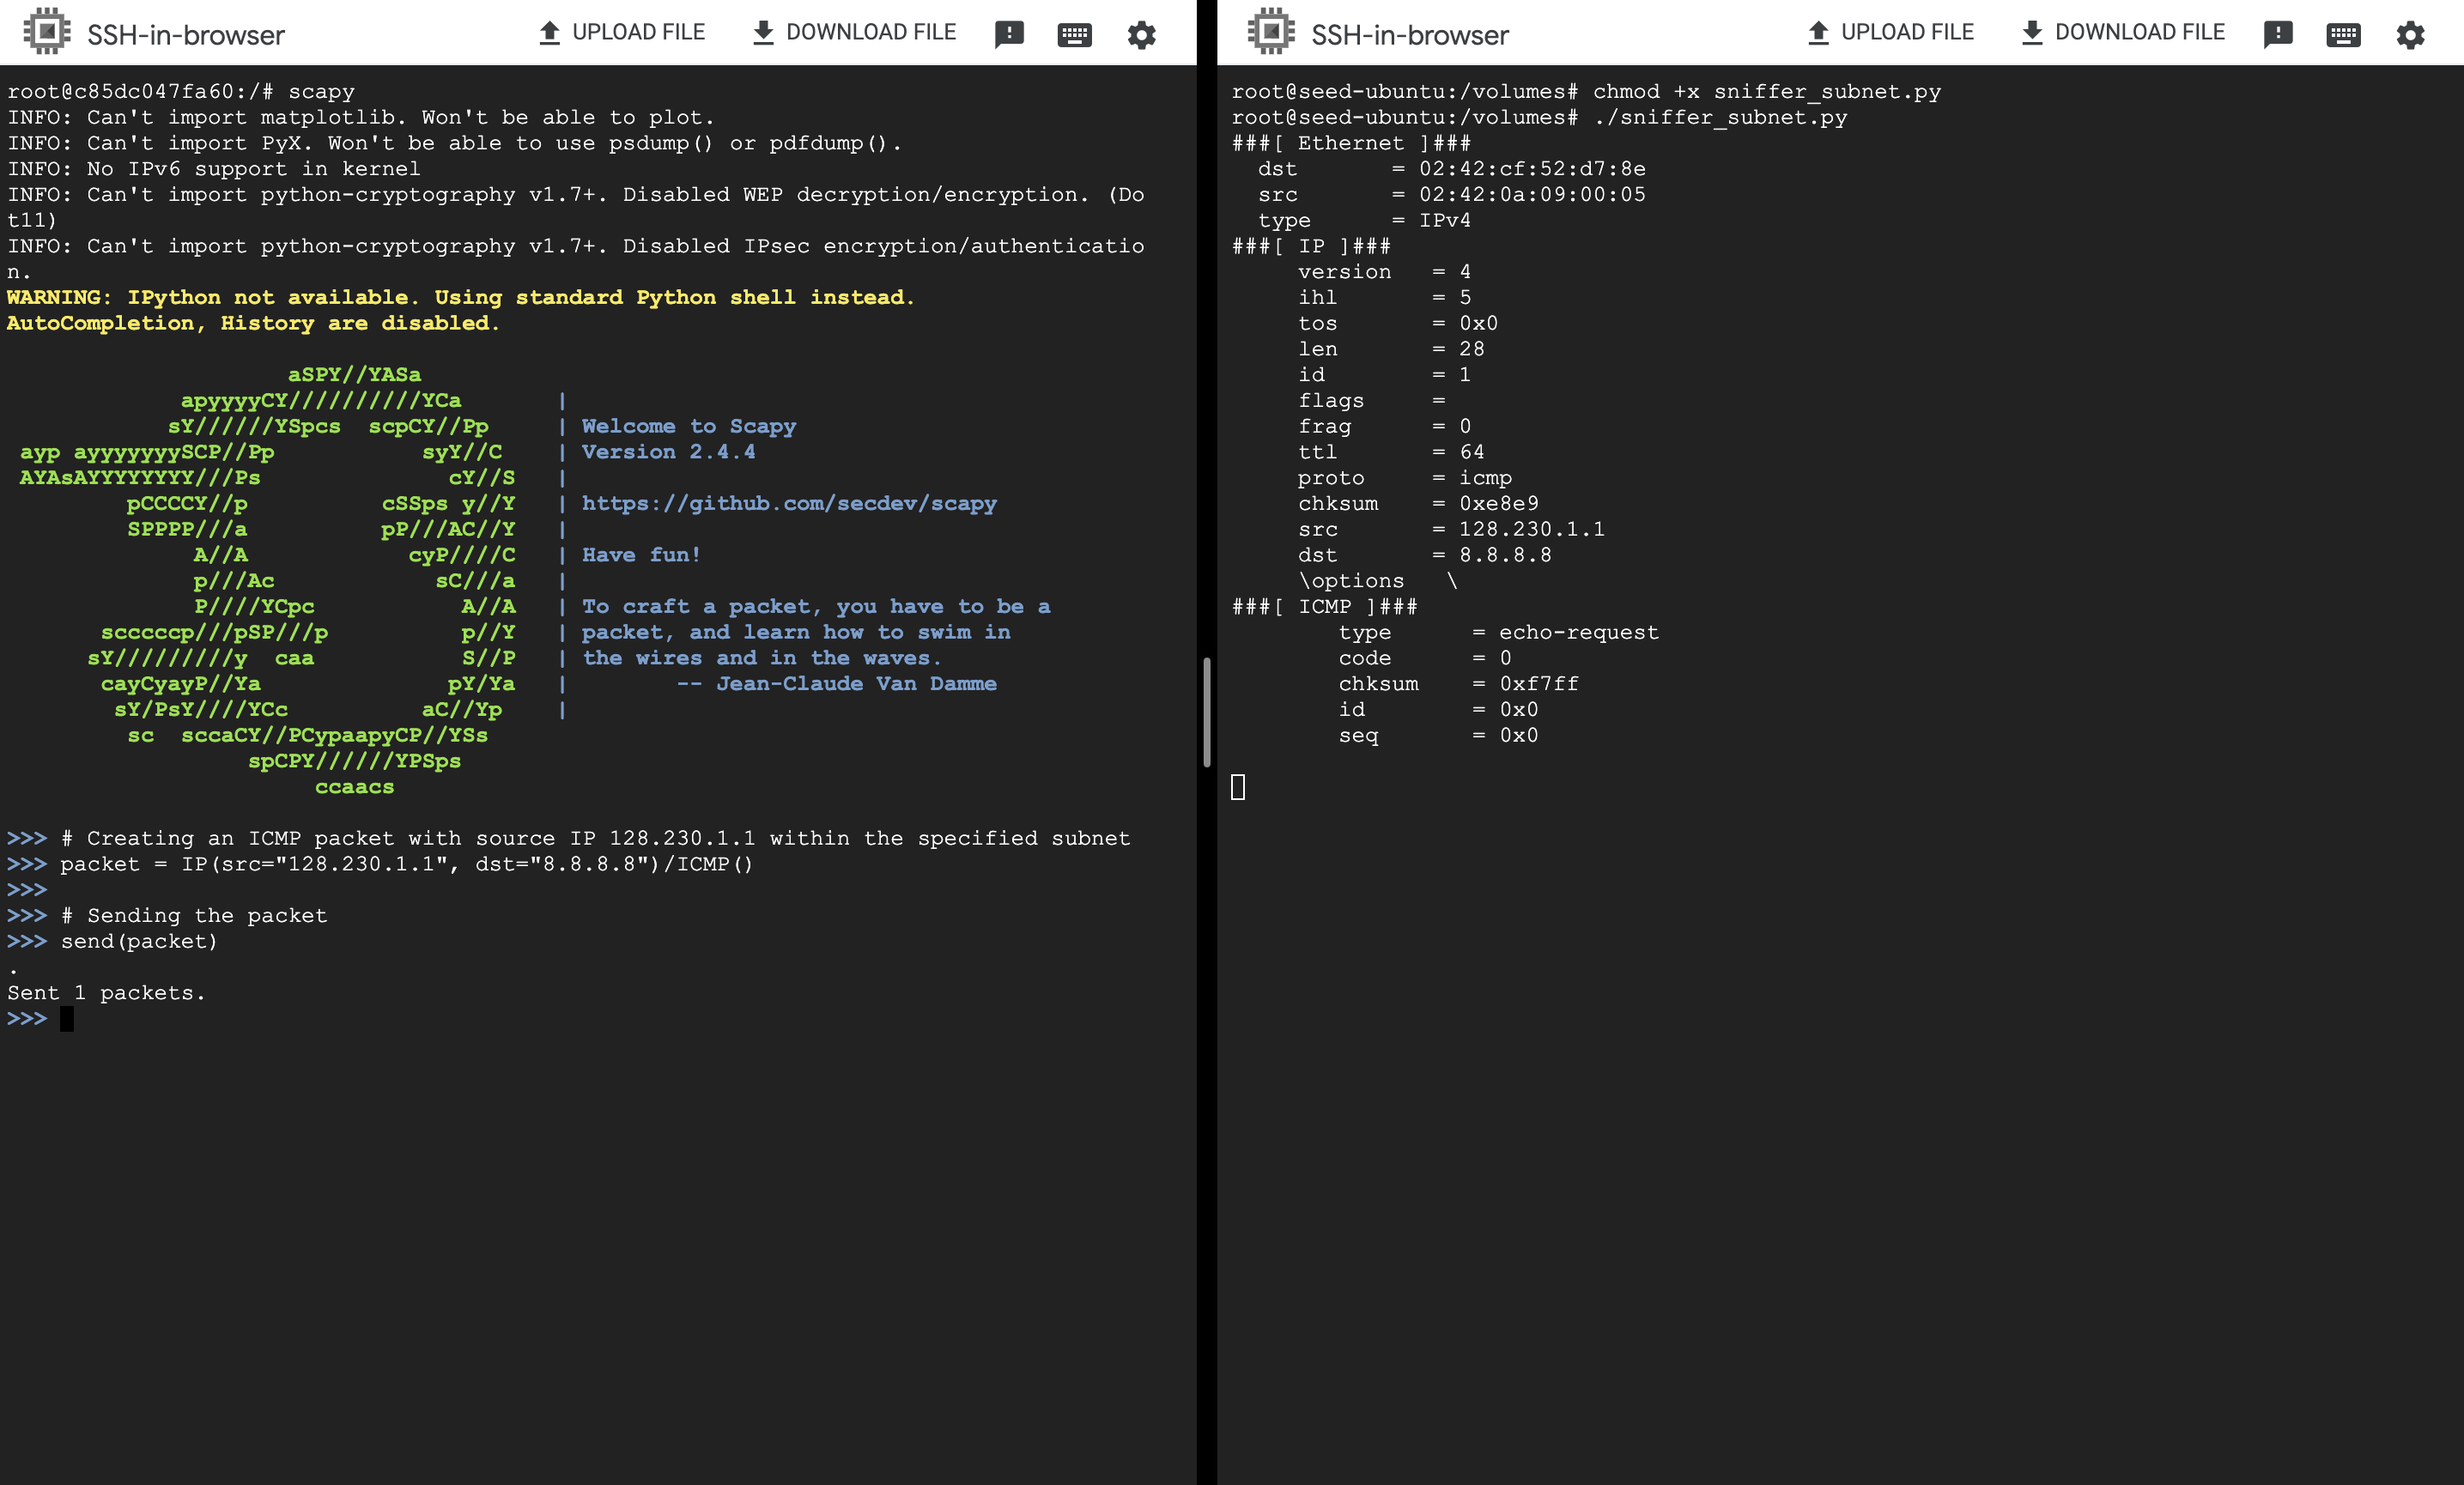 SSH-in-browser UPLOAD FILE DOWNLOAD FILE
root@c85dc047fa60:/# scapy
INFO: Can't import matplotlib. Won't be able to plot.
INFO: Can't import PyX. Won't be able to use psdump() or pdfdump().
INFO: No IPv6 support in kernel
INFO: Can't import python-cryptography v1.7+. Disabled WEP decryption/encryption. (Do
t11)
INFO: Can't import python-cryptography v1.7+. Disabled IPsec encryption/authenticatio
n.
WARNING: IPython not available. Using standard Python shell instead.
AutoCompletion, History are disabled.
                     aSPY//YASa
             apyyyyCY//////////YCa       |
            sY//////YSpcs  scpCY//Pp     | Welcome to Scapy
 ayp ayyyyyyySCP//Pp           syY//C    | Version 2.4.4
 AYAsAYYYYYYYY///Ps              cY//S   |
         pCCCCY//p          cSSps y//Y   | https://github.com/secdev/scapy
         SPPPP///a          pP///AC//Y   |
              A//A            cyP////C   | Have fun!
              p///Ac            sC///a   |
              P////YCpc           A//A   | To craft a packet, you have to be a
       scccccp///pSP///p          p//Y   | packet, and learn how to swim in
      sY/////////y  caa           S//P   | the wires and in the waves.
       cayCyayP//Ya              pY/Ya   |        -- Jean-Claude Van Damme
        sY/PsY////YCc          aC//Yp    |
         sc  sccaCY//PCypaapyCP//YSs
                  spCPY//////YPSps
                       ccaacs
>>> # Creating an ICMP packet with source IP 128.230.1.1 within the specified subnet
>>> packet = IP(src="128.230.1.1", dst="8.8.8.8")/ICMP()
>>>
>>> # Sending the packet
>>> send(packet)
.
Sent 1 packets.
>>>
SSH-in-browser UPLOAD FILE DOWNLOAD FILE
root@seed-ubuntu:/volumes# chmod +x sniffer_subnet.py
root@seed-ubuntu:/volumes# ./sniffer_subnet.py
###[ Ethernet ]###
  dst       = 02:42:cf:52:d7:8e
  src       = 02:42:0a:09:00:05
  type      = IPv4
###[ IP ]###
     version   = 4
     ihl       = 5
     tos       = 0x0
     len       = 28
     id        = 1
     flags     =
     frag      = 0
     ttl       = 64
     proto     = icmp
     chksum    = 0xe8e9
     src       = 128.230.1.1
     dst       = 8.8.8.8
     \options   \
###[ ICMP ]###
        type      = echo-request
        code      = 0
        chksum    = 0xf7ff
        id        = 0x0
        seq       = 0x0